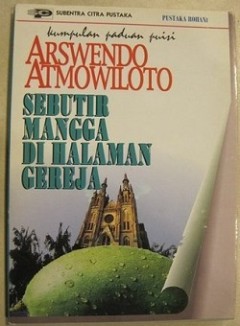 SUBENTRA CITRA PUSTAKA
PUSTAKA ROHANI
kumpulan paduan puisi
ARSWENDO
ATMOWILOTO
SEBUTIR
MANGGA
DI HALAMAN
GEREJA